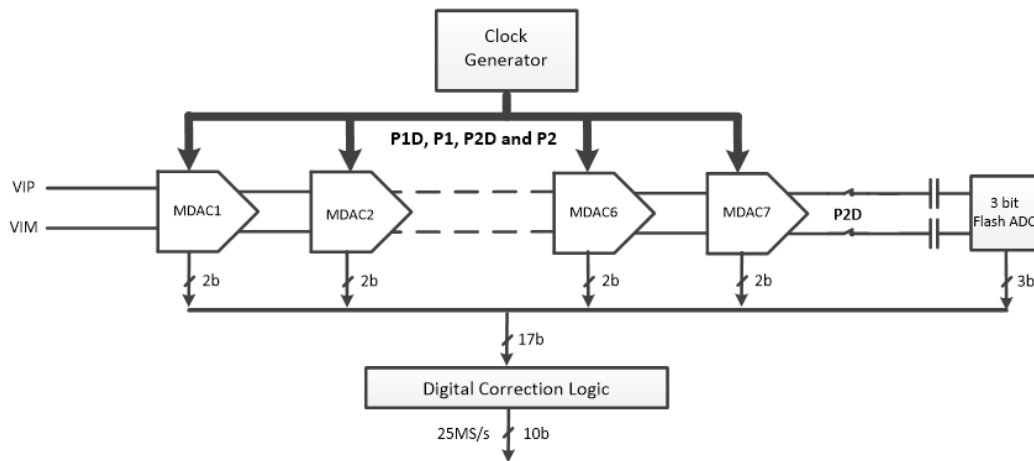 Clock
Generator
P1D, P1, P2D and P2
VIP
VIM
MDAC1
MDAC2
MDAC6
MDAC7
P2D
3 bit
Flash ADC
2b
2b
2b
2b
3b
17b
Digital Correction Logic
25MS/s
10b